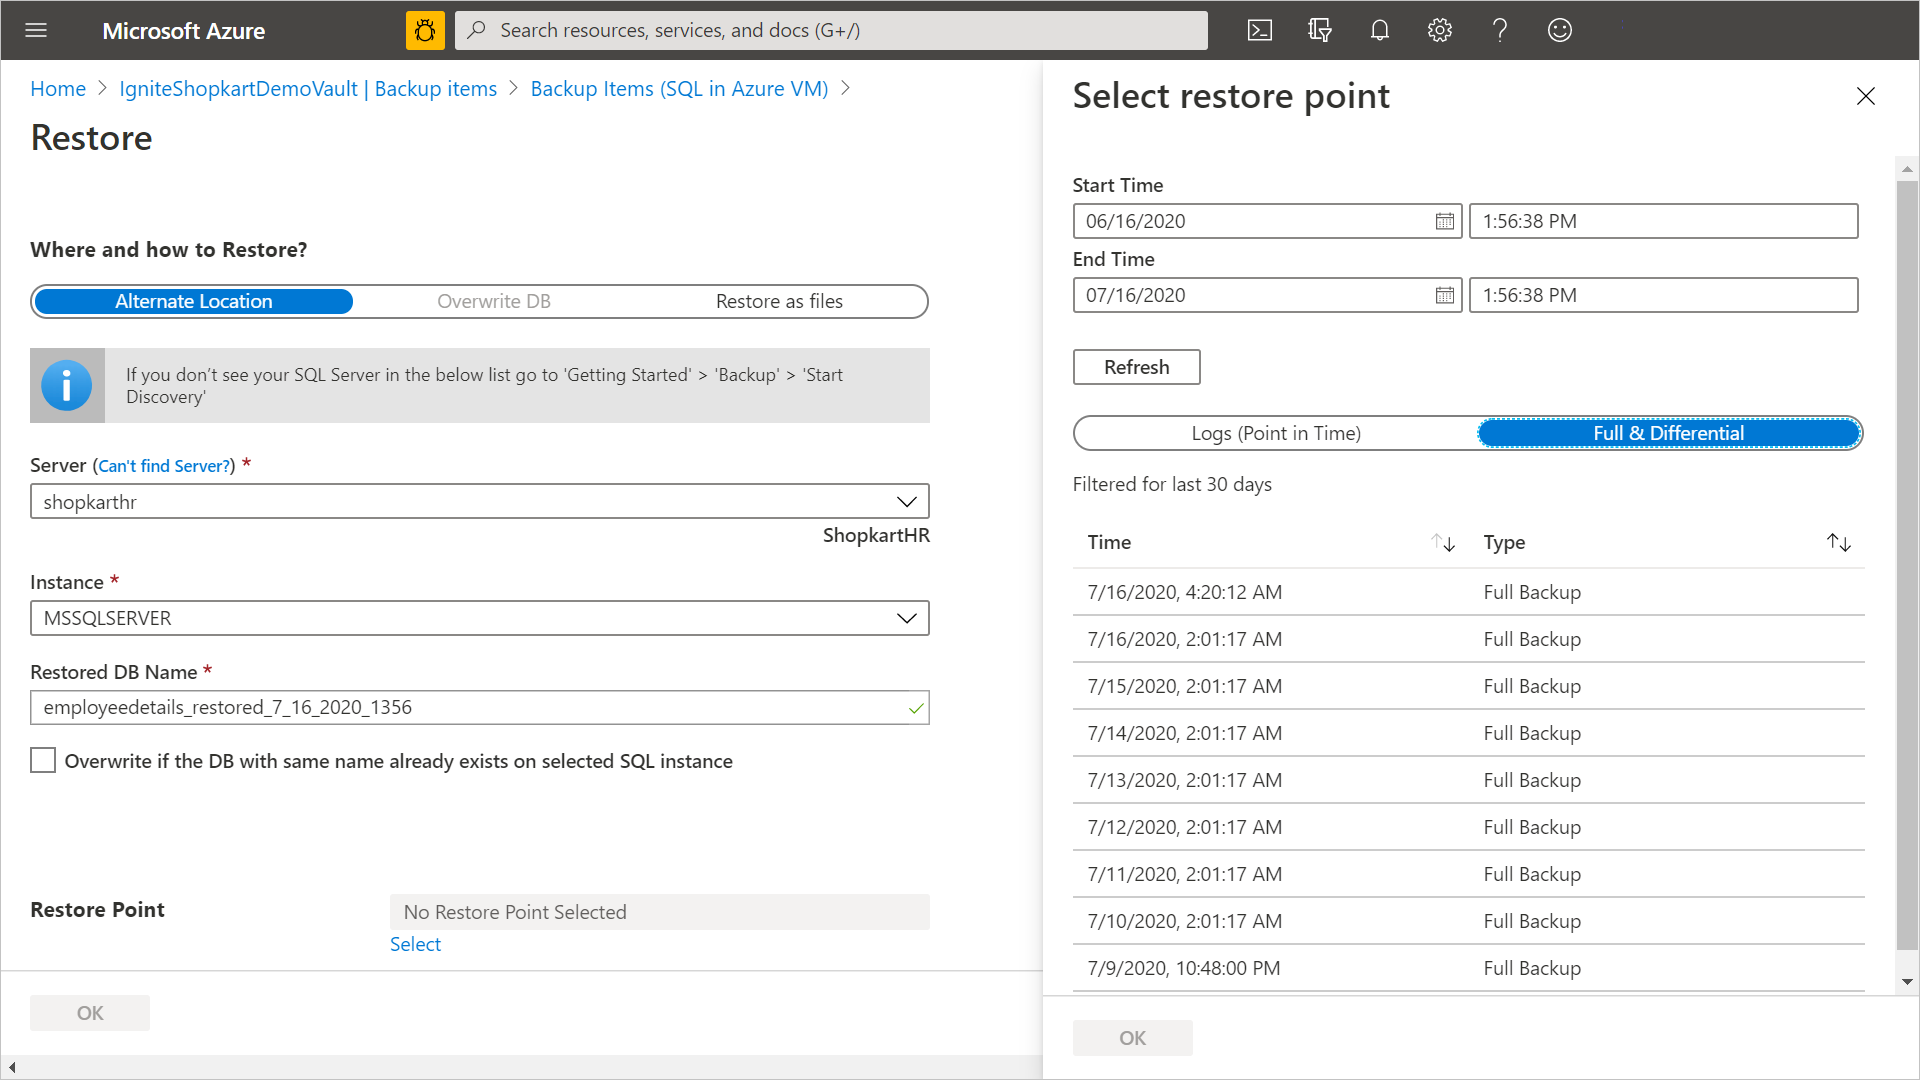 Microsoft Azure
Search resources, services, and docs (G+/)
Home > IgniteShopkartDemoVault | Backup items > Backup Items (SQL in Azure VM) >
Restore
Where and how to Restore?
Alternate Location
Overwrite DB
Restore as files
If you don’t see your SQL Server in the below list go to 'Getting Started' > 'Backup' > 'Start
Discovery'
Server (Can't find Server?) *
shopkarthr
ShopkartHR
Instance *
MSSQLSERVER
Restored DB Name *
employeedetails_restored_7_16_2020_1356
Overwrite if the DB with same name already exists on selected SQL instance
Restore Point
No Restore Point Selected
Select
OK
Select restore point
Start Time
06/16/2020
1:56:38 PM
End Time
07/16/2020
1:56:38 PM
Refresh
Logs (Point in Time)
Full & Differential
Filtered for last 30 days
Time Type
7/16/2020, 4:20:12 AM Full Backup
7/16/2020, 2:01:17 AM Full Backup
7/15/2020, 2:01:17 AM Full Backup
7/14/2020, 2:01:17 AM Full Backup
7/13/2020, 2:01:17 AM Full Backup
7/12/2020, 2:01:17 AM Full Backup
7/11/2020, 2:01:17 AM Full Backup
7/10/2020, 2:01:17 AM Full Backup
7/9/2020, 10:48:00 PM Full Backup
OK